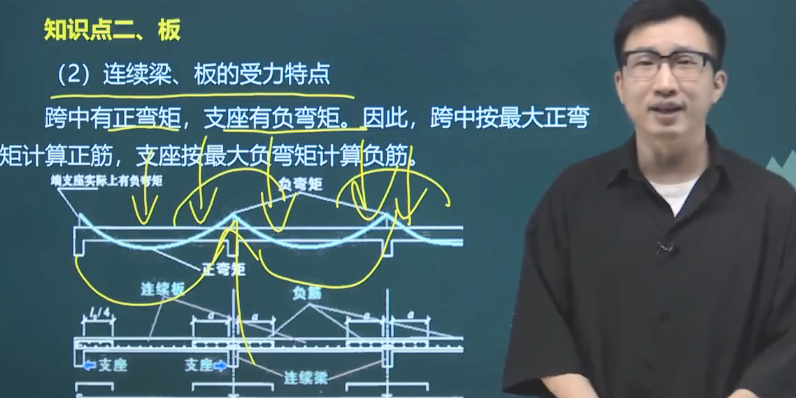 知识点二、板
（2）连续梁、板的受力特点
跨中有正弯矩，支座有负弯矩。因此，跨中按最大正弯
矩计算正筋，支座按最大负弯矩计算负筋。
端支座实际上有负弯矩
负弯矩
正弯矩
连续板
负筋
l₀/4
a
a
a
a
支座
支座
连续梁